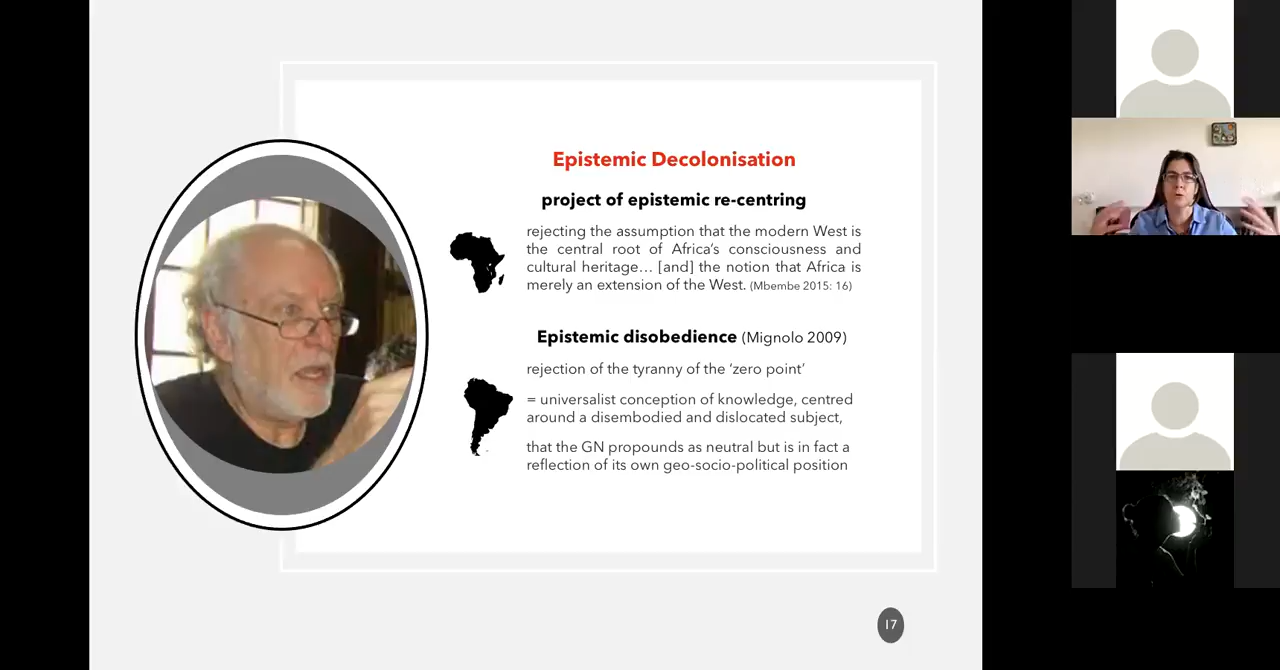 Epistemic Decolonisation
project of epistemic re-centring
rejecting the assumption that the modern West is
the central root of Africa's consciousness and
cultural heritage… [and] the notion that Africa is
merely an extension of the West. (Mbembe 2015: 16)
Epistemic disobedience (Mignolo 2009)
rejection of the tyranny of the 'zero point'
= universalist conception of knowledge, centred
around a disembodied and dislocated subject,
that the GN propounds as neutral but is in fact a
reflection of its own geo-socio-political position
17